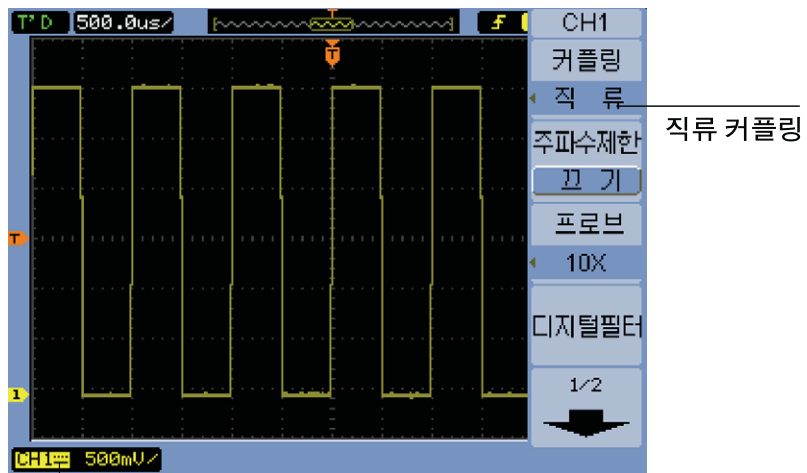 T'D 500.0us/
T
T
CH1
커플링
직 류
직류 커플링
주파수제한
끄 기
프로브
10X
디지털필터
1/2
T
1
CH1 500mV/